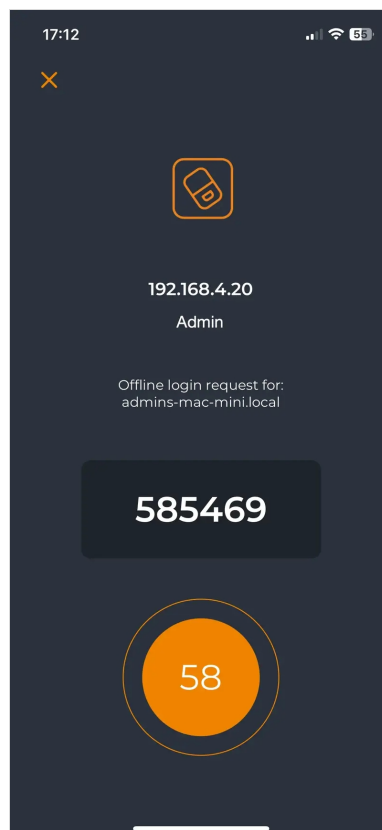 17:12
55
192.168.4.20
Admin
Offline login request for:
admins-mac-mini.local
585469
58